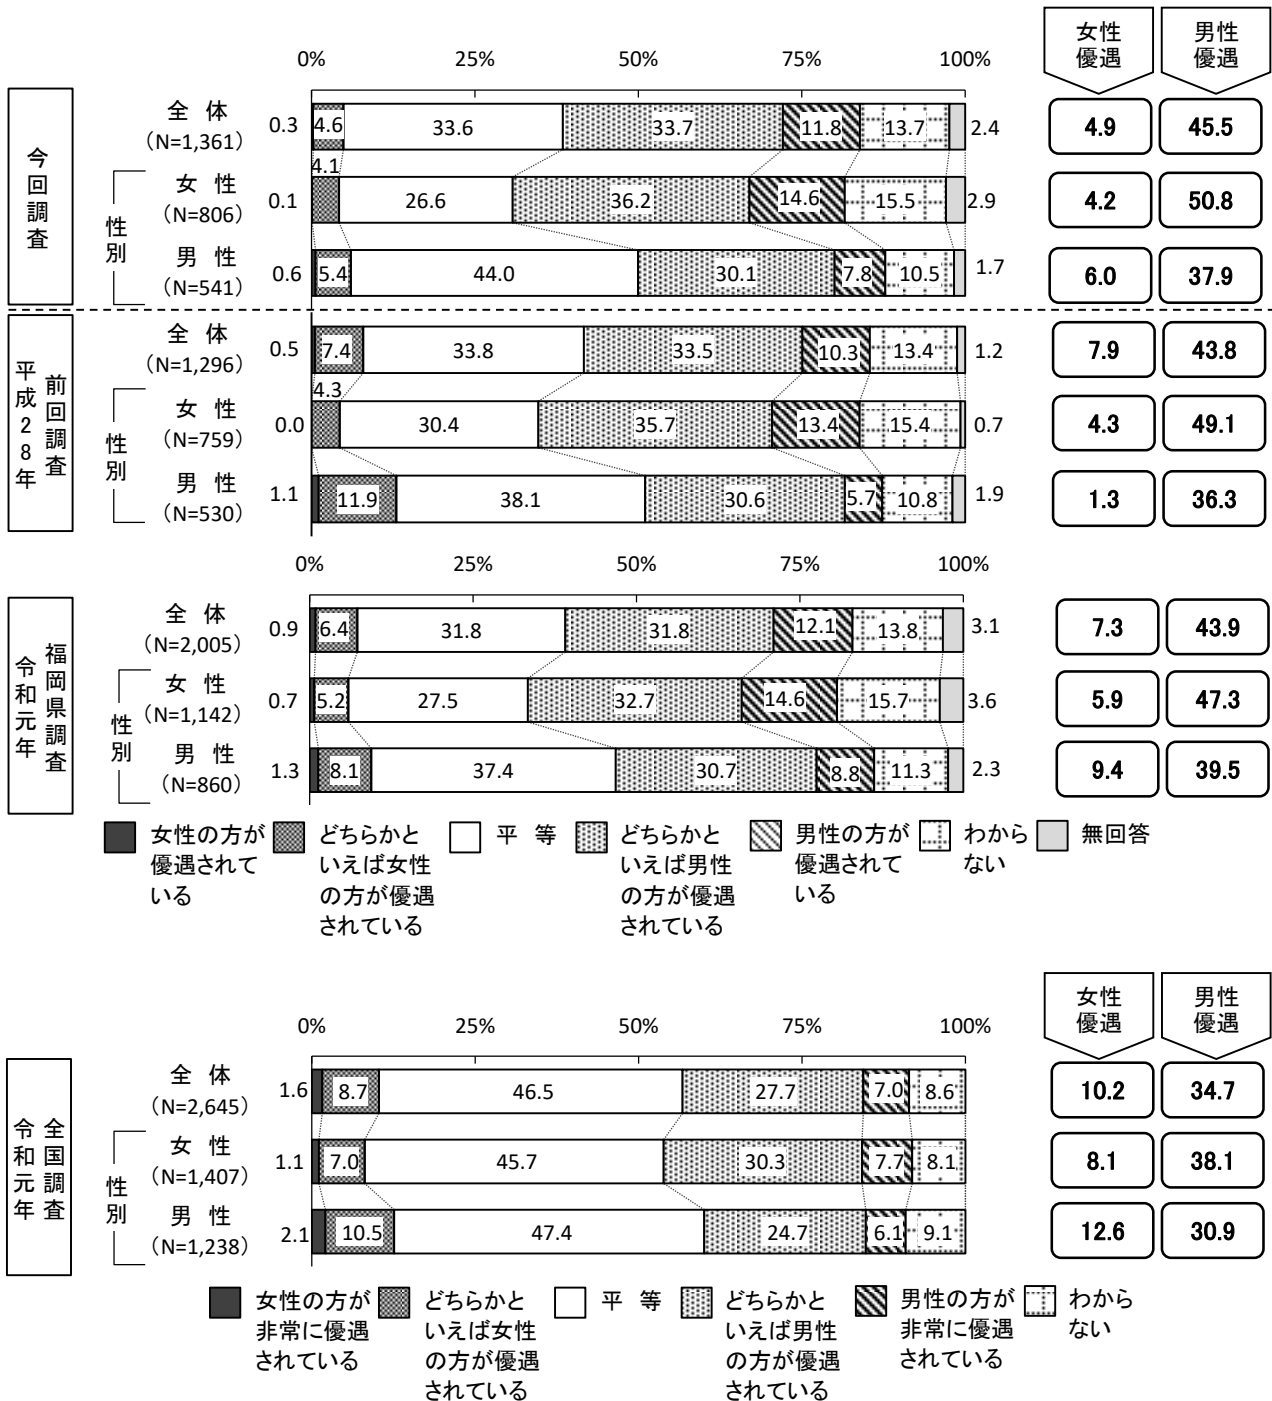 女性
優遇
男性
優遇
0% 25% 50% 75% 100%
今回調査
全 体
(N=1,361)
0.3 4.6 33.6 33.7 11.8 13.7 2.4 4.9 45.5
性別
女 性
(N=806)
0.1 4.1 26.6 36.2 14.6 15.5 2.9 4.2 50.8
男 性
(N=541)
0.6 5.4 44.0 30.1 7.8 10.5 1.7 6.0 37.9
前回調査
平成28年
全 体
(N=1,296)
0.5 7.4 33.8 33.5 10.3 13.4 1.2 7.9 43.8
性別
女 性
(N=759)
0.0 4.3 30.4 35.7 13.4 15.4 0.7 4.3 49.1
男 性
(N=530)
1.1 11.9 38.1 30.6 5.7 10.8 1.9 1.3 36.3
0% 25% 50% 75% 100%
福岡県調査
令和元年
全 体
(N=2,005)
0.9 6.4 31.8 31.8 12.1 13.8 3.1 7.3 43.9
性別
女 性
(N=1,142)
0.7 5.2 27.5 32.7 14.6 15.7 3.6 5.9 47.3
男 性
(N=860)
1.3 8.1 37.4 30.7 8.8 11.3 2.3 9.4 39.5
女性の方が
優遇されて
いる
どちらかと
いえば女性
の方が優遇
されている
平 等
どちらかと
いえば男性
の方が優遇
されている
男性の方が
優遇されて
いる
わから
ない
無回答
女性
優遇
男性
優遇
0% 25% 50% 75% 100%
全国調査
令和元年
全 体
(N=2,645)
1.6 8.7 46.5 27.7 7.0 8.6 10.2 34.7
性別
女 性
(N=1,407)
1.1 7.0 45.7 30.3 7.7 8.1 8.1 38.1
男 性
(N=1,238)
2.1 10.5 47.4 24.7 6.1 9.1 12.6 30.9
女性の方が
非常に優遇
されている
どちらかと
いえば女性
の方が優遇
されている
平 等
どちらかと
いえば男性
の方が優遇
されている
男性の方が
非常に優遇
されている
わから
ない